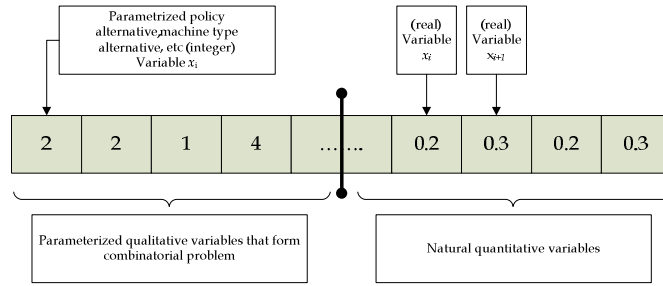 Parametrized policy
alternative,machine type
alternative, etc (integer)
Variable xi
(real)
Variable
xi
(real)
Variable
xi+1
2 2 1 4 ....... 0.2 0.3 0.2 0.3
Parameterized qualitative variables that form
combinatorial problem
Natural quantitative variables